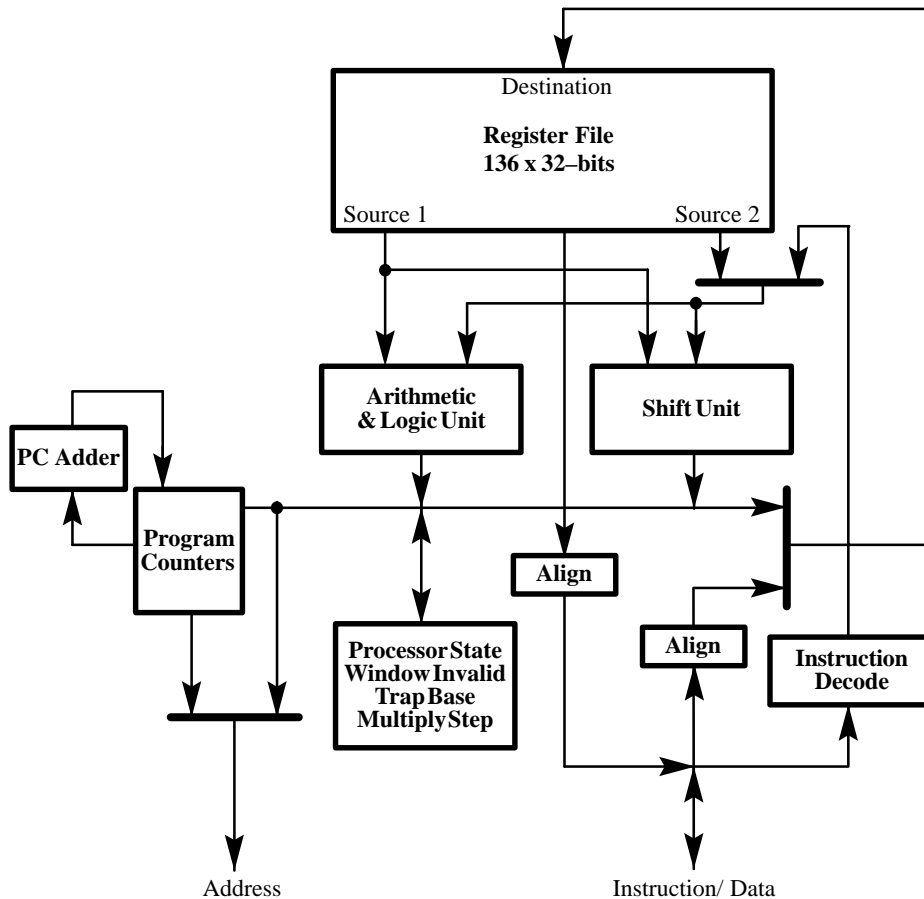 Destination
Register File
136 x 32–bits
Source 1
Source 2
Arithmetic
& Logic Unit
Shift Unit
PC Adder
Program
Counters
Align
Processor State
Window Invalid
Trap Base
Multiply Step
Align
Instruction
Decode
Address
Instruction/ Data